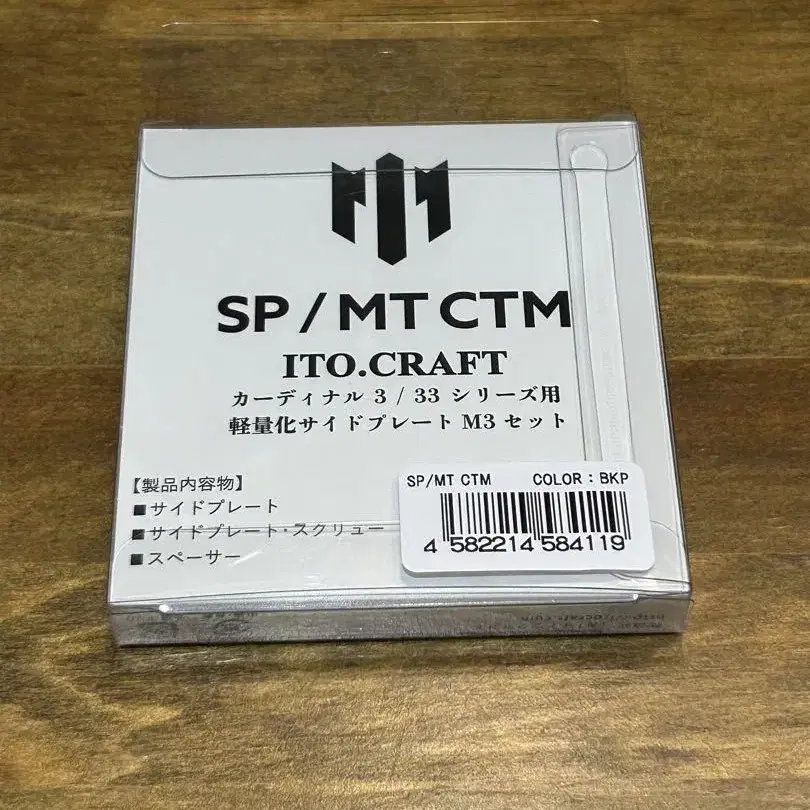 SP / MT CTM
ITO.CRAFT
カーディナル 3 / 33 シリーズ用
軽量化サイドプレート M3 セット
【製品内容物】
■サイドプレート
■サイドプレート・スクリュー
■スペーサー
SP/MT CTM COLOR：BKP
4 582214 584119